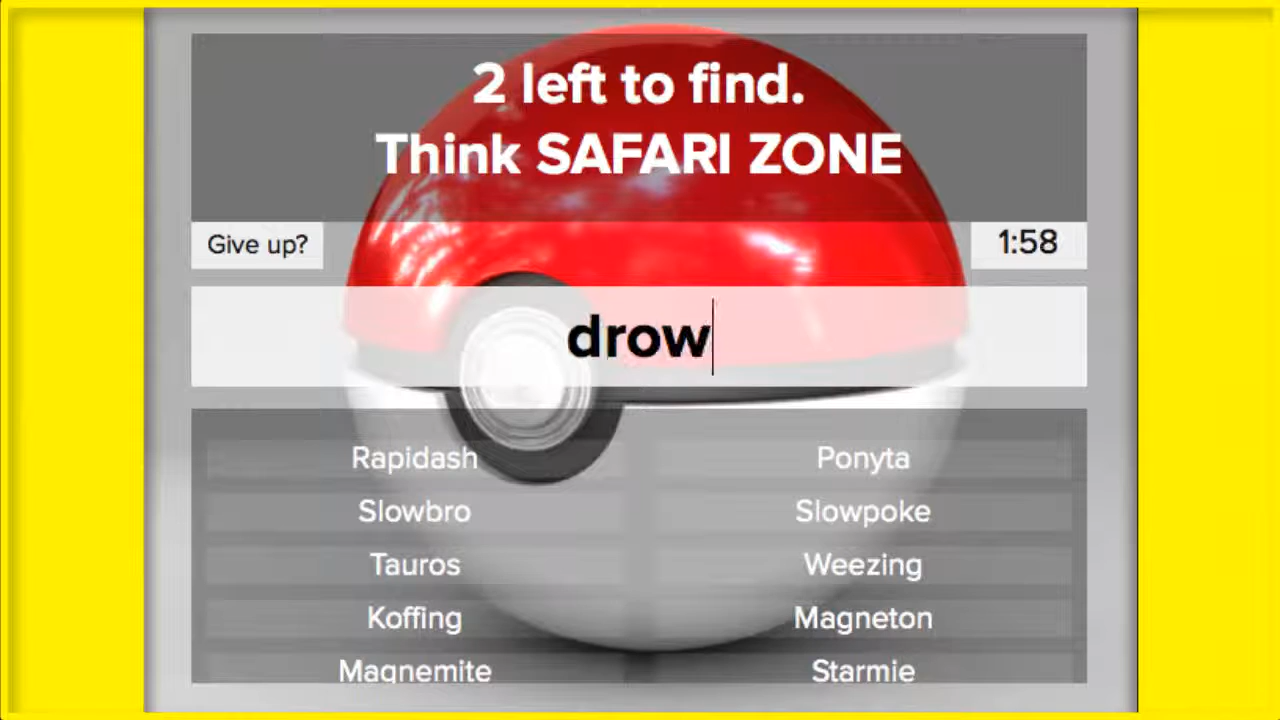 2 left to find.
Think SAFARI ZONE
Give up?
1:58
drow
Rapidash
Ponyta
Slowbro
Slowpoke
Tauros
Weezing
Koffing
Magneton
Magnemite
Starmie